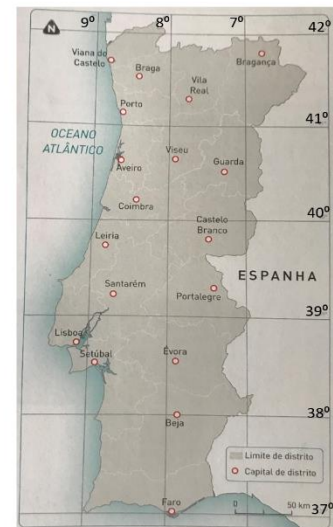 9º 8º 7º 42º
N
Viana do
Castelo
Braga
Bragança
Vila
Real
Porto
41º
OCEANO
ATLÂNTICO
Viseu
Aveiro
Guarda
Coimbra
40º
Castelo
Branco
Leiria
ESPANHA
Santarém
Portalegre
39º
Lisboa
Setúbal
Évora
38º
Beja
Limite de distrito
Capital de distrito
Faro
0 50 km
37º